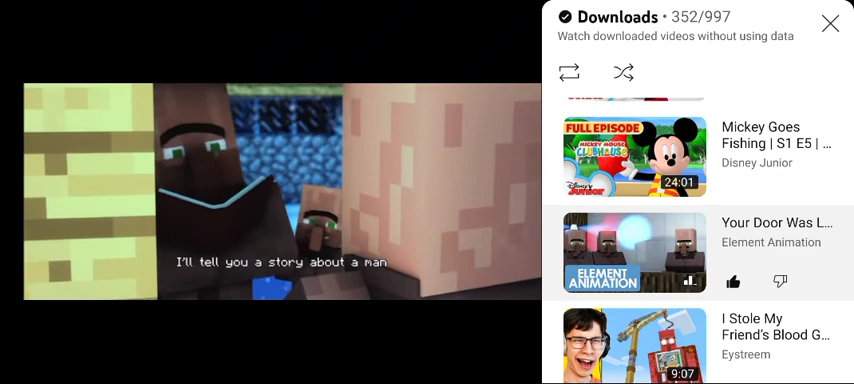 I'll tell you a story about a man
Downloads • 352/997
Watch downloaded videos without using data
FULL EPISODE
MICKEY MOUSE
CLUBHOUSE
Disney Junior
24:01
Mickey Goes
Fishing | S1 E5 | ...
Disney Junior
ELEMENT
ANIMATION
Your Door Was L...
Element Animation
9:07
I Stole My
Friend's Blood G...
Eystreem